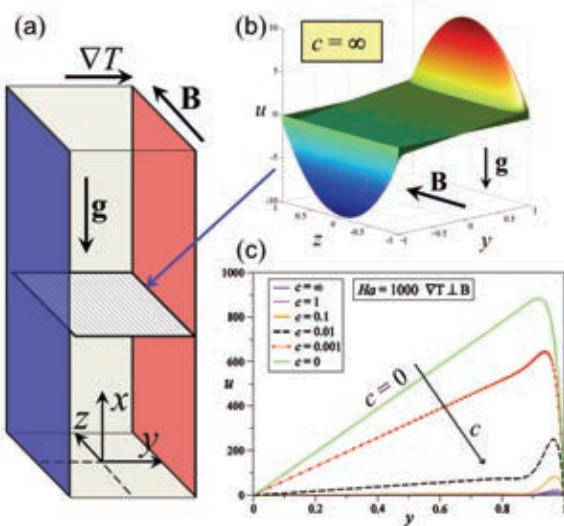 (a)
∇T
B
g
x
z
y
(b)
c = ∞
10
5
u
0
-5
-10
1
0.5
0
-0.5
-1
-1
-0.5
0
0.5
1
z
y
B
g
(c)
1000
800
600
400
200
0
u
c = ∞
c = 1
c = 0.1
c = 0.01
c = 0.001
c = 0
Ha = 1000 ∇T ⊥ B
c = 0
c
0
0.2
0.4
0.6
0.8
1
y